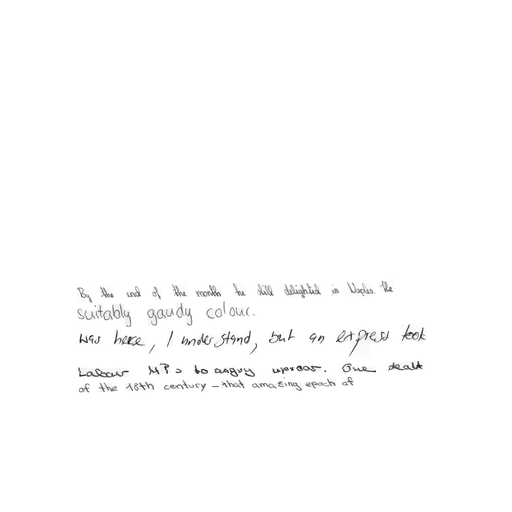 By the end of the month he still delighted in Naples. The
suitably gaudy colour.
was here, I understand, but an express took
Labour MPs to angry uproar. One dealt
of the 18th century - that amazing epoch of